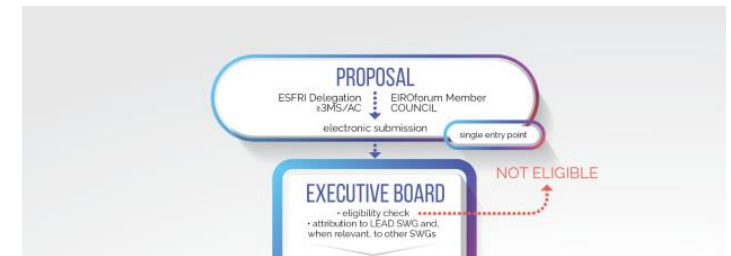 PROPOSAL
ESFRI Delegation
≥3MS/AC
EIROforum Member
COUNCIL
electronic submission
single entry point
NOT ELIGIBLE
EXECUTIVE BOARD
• eligibility check
• attribution to LEAD SWG and,
when relevant, to other SWGs